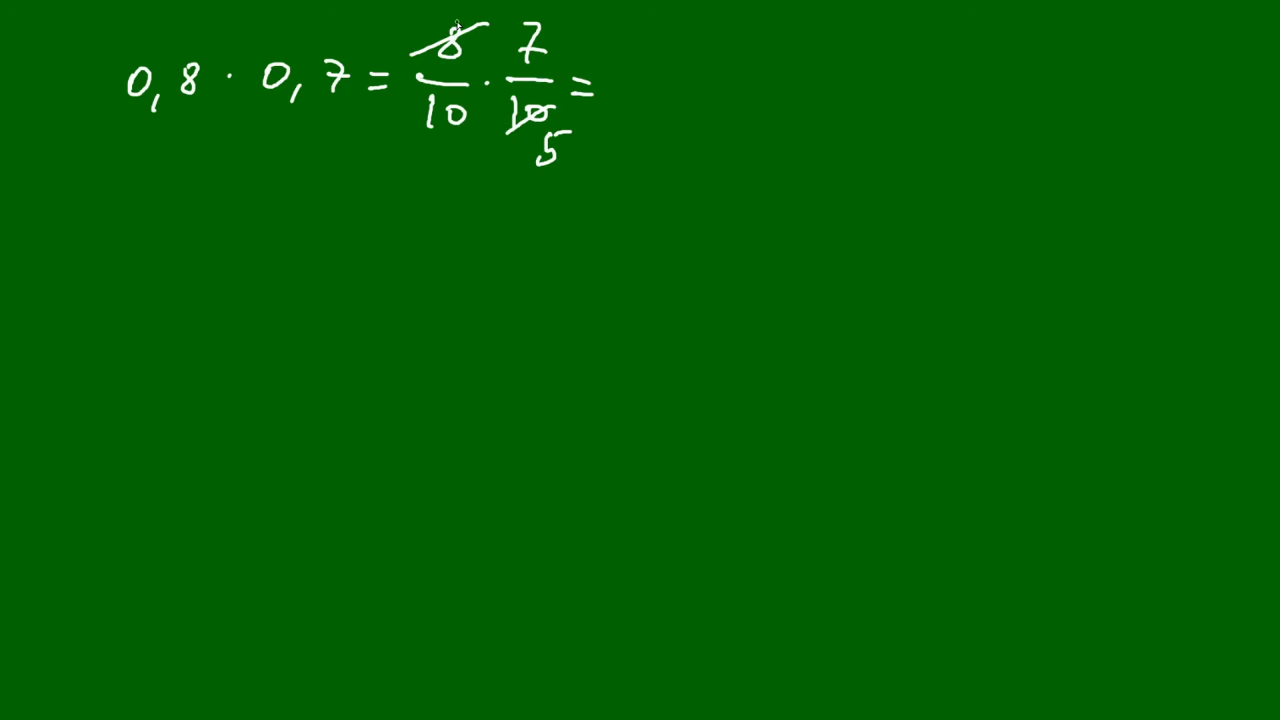 0,8 · 0,7 = 8/10 · 7/10 =
5